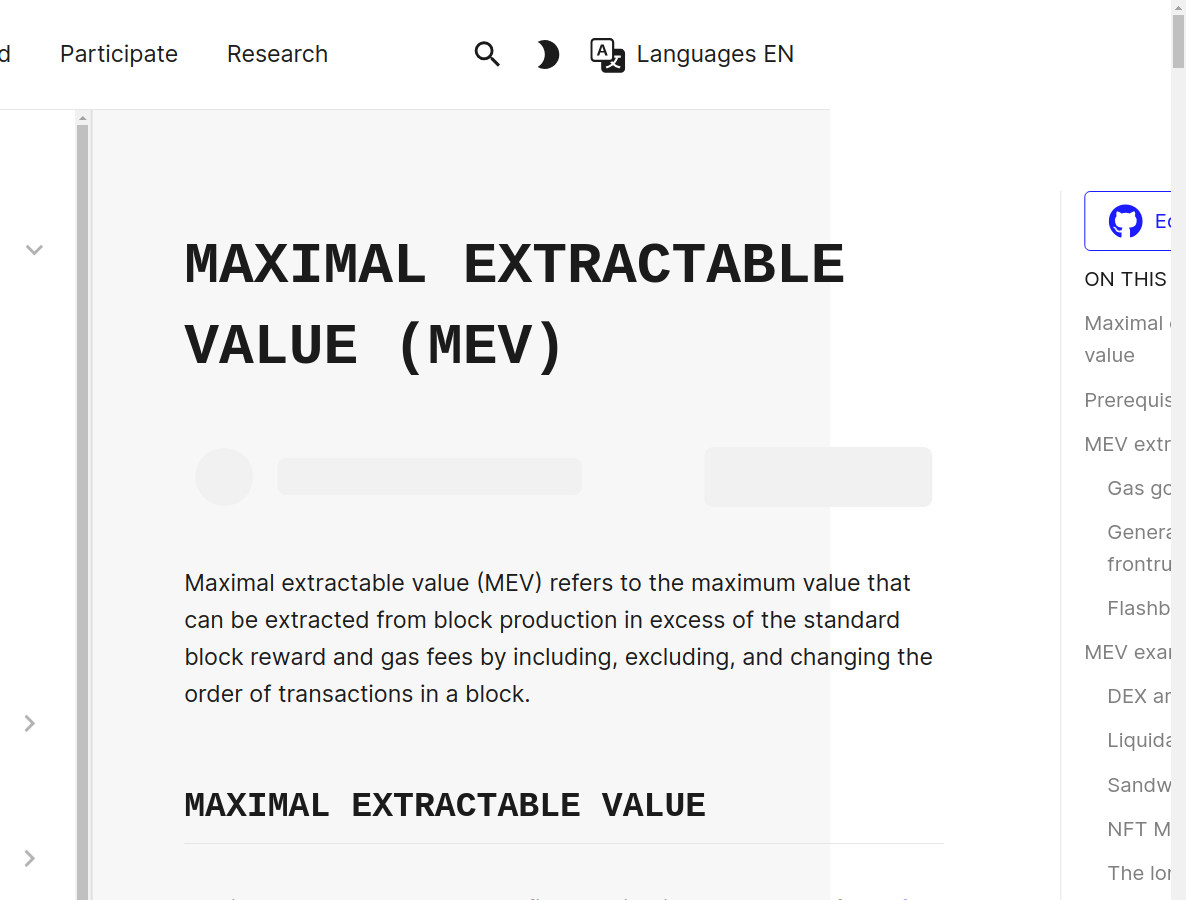 Participate Research Languages EN
MAXIMAL EXTRACTABLE
VALUE (MEV)
Maximal extractable value (MEV) refers to the maximum value that
can be extracted from block production in excess of the standard
block reward and gas fees by including, excluding, and changing the
order of transactions in a block.
MAXIMAL EXTRACTABLE VALUE
ON THIS
Maximal
value
Prerequis
MEV extr
Gas go
Genera
frontru
Flashb
MEV exa
DEX ar
Liquida
Sandw
NFT M
The lo